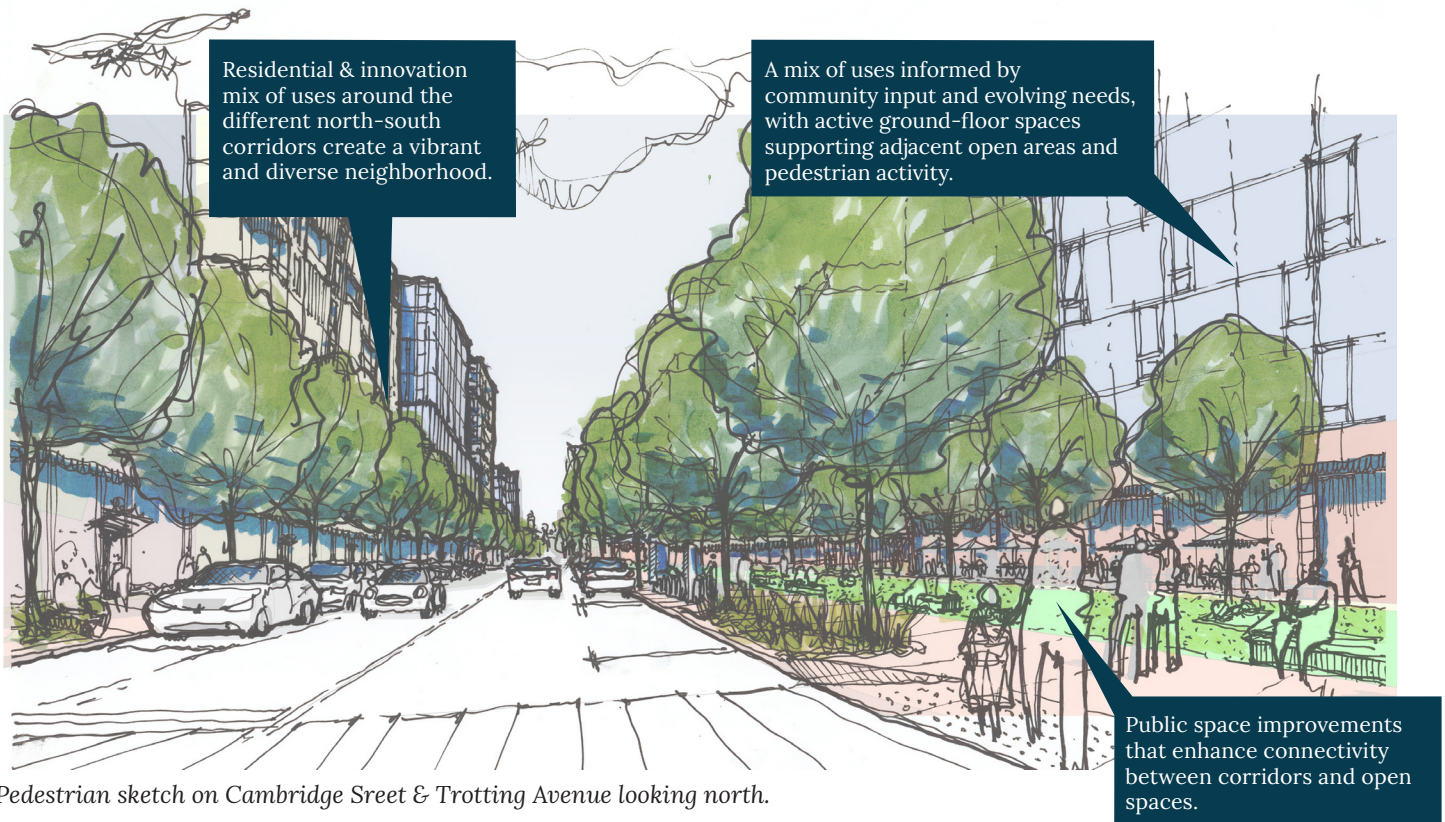 Residential & innovation
mix of uses around the
different north-south
corridors create a vibrant
and diverse neighborhood.
A mix of uses informed by
community input and evolving needs,
with active ground-floor spaces
supporting adjacent open areas and
pedestrian activity.
Public space improvements
that enhance connectivity
between corridors and open
spaces.
Pedestrian sketch on Cambridge Sreet & Trotting Avenue looking north.